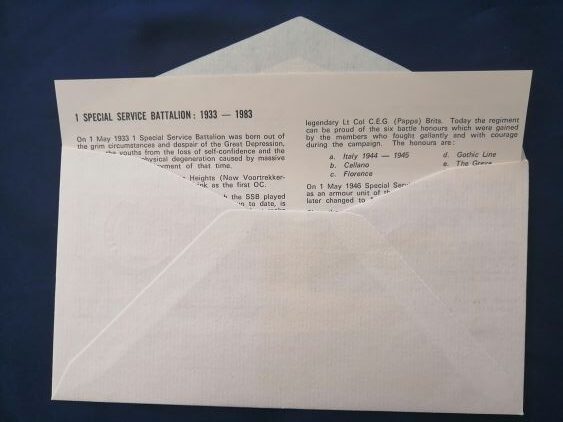 1 SPECIAL SERVICE BATTALION: 1933 — 1983
On 1 May 1933 1 Special Service Battalion was born out of
the grim circumstances and despair of the Great Depression,
youths from the loss of self-confidence and the
physical degeneration caused by massive
of that time.
Heights (Now Voortrekker-
as the first OC.
the SSB played
to date, is
legendary Lt Col C.E.G. (Pappa) Brits. Today the regiment
can be proud of the six battle honours which were gained
by the members who fought gallantly and with courage
during the campaign. The honours are:
a. Italy 1944 — 1945
b. Cellano
c. Florence
d. Gothic Line
e. The Greve
On 1 May 1946 Special
as an armour unit of
later changed to